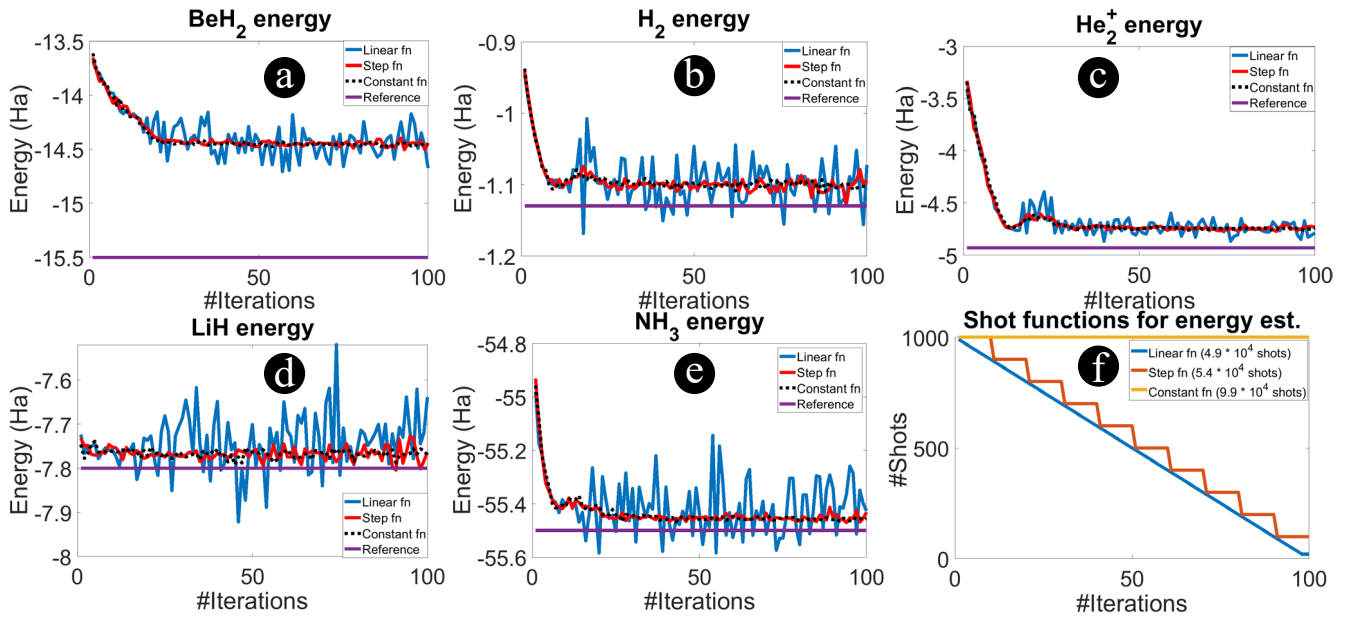 BeH2 energy
-13.5
-14
-14.5
-15
-15.5
Energy (Ha)
0
50
100
#Iterations
Linear fn
Step fn
Constant fn
Reference
a
H2 energy
-0.9
-1
-1.1
-1.2
Energy (Ha)
0
50
100
#Iterations
Linear fn
Step fn
Constant fn
Reference
b
He2+ energy
-3
-3.5
-4
-4.5
-5
Energy (Ha)
0
50
100
#Iterations
Linear fn
Step fn
Constant fn
Reference
c
LiH energy
-7.6
-7.7
-7.8
-7.9
-8
Energy (Ha)
0
50
100
#Iterations
Linear fn
Step fn
Constant fn
Reference
d
NH3 energy
-54.8
-55
-55.2
-55.4
-55.6
Energy (Ha)
0
50
100
#Iterations
Linear fn
Step fn
Constant fn
Reference
e
Shot functions for energy est.
1000
500
0
#Shots
0
50
100
#Iterations
Linear fn (4.9 * 10^4 shots)
Step fn (5.4 * 10^4 shots)
Constant fn (9.9 * 10^4 shots)
f